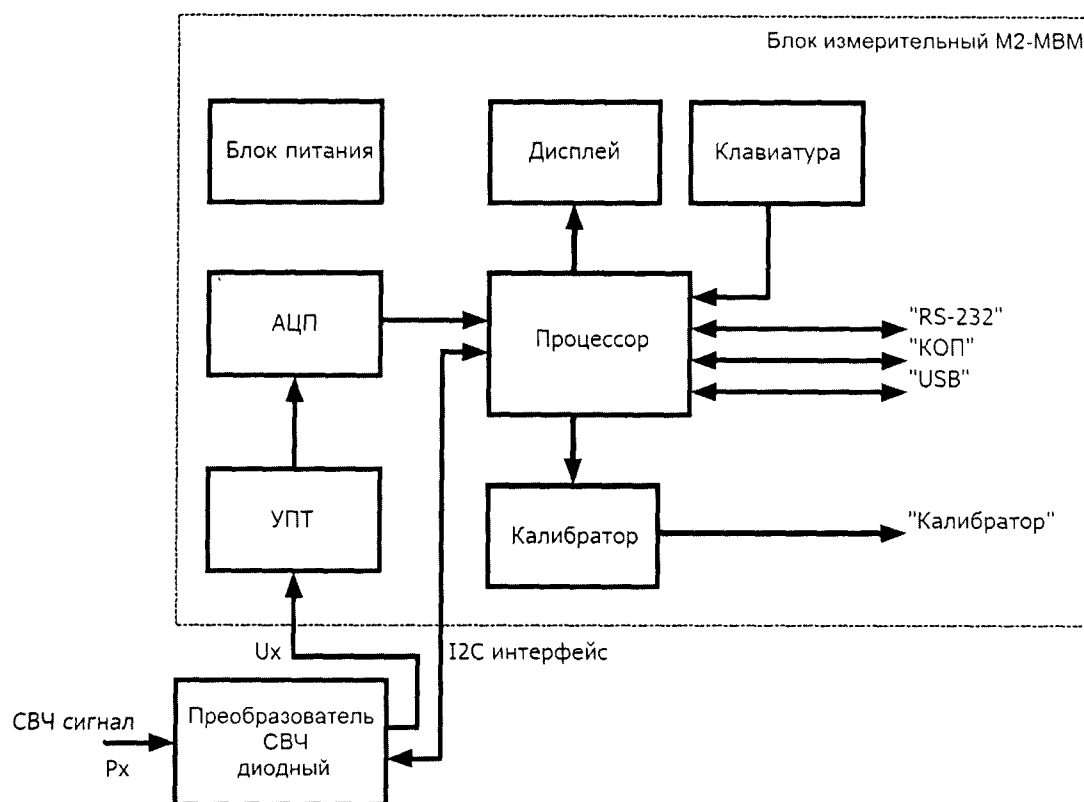 Блок измерительный М2-МВМ
Блок питания
Дисплей
Клавиатура
АЦП
Процессор
"RS-232"
"КОП"
"USB"
УПТ
Калибратор
"Калибратор"
Ux
I2C интерфейс
СВЧ сигнал
Px
Преобразователь
СВЧ
диодный